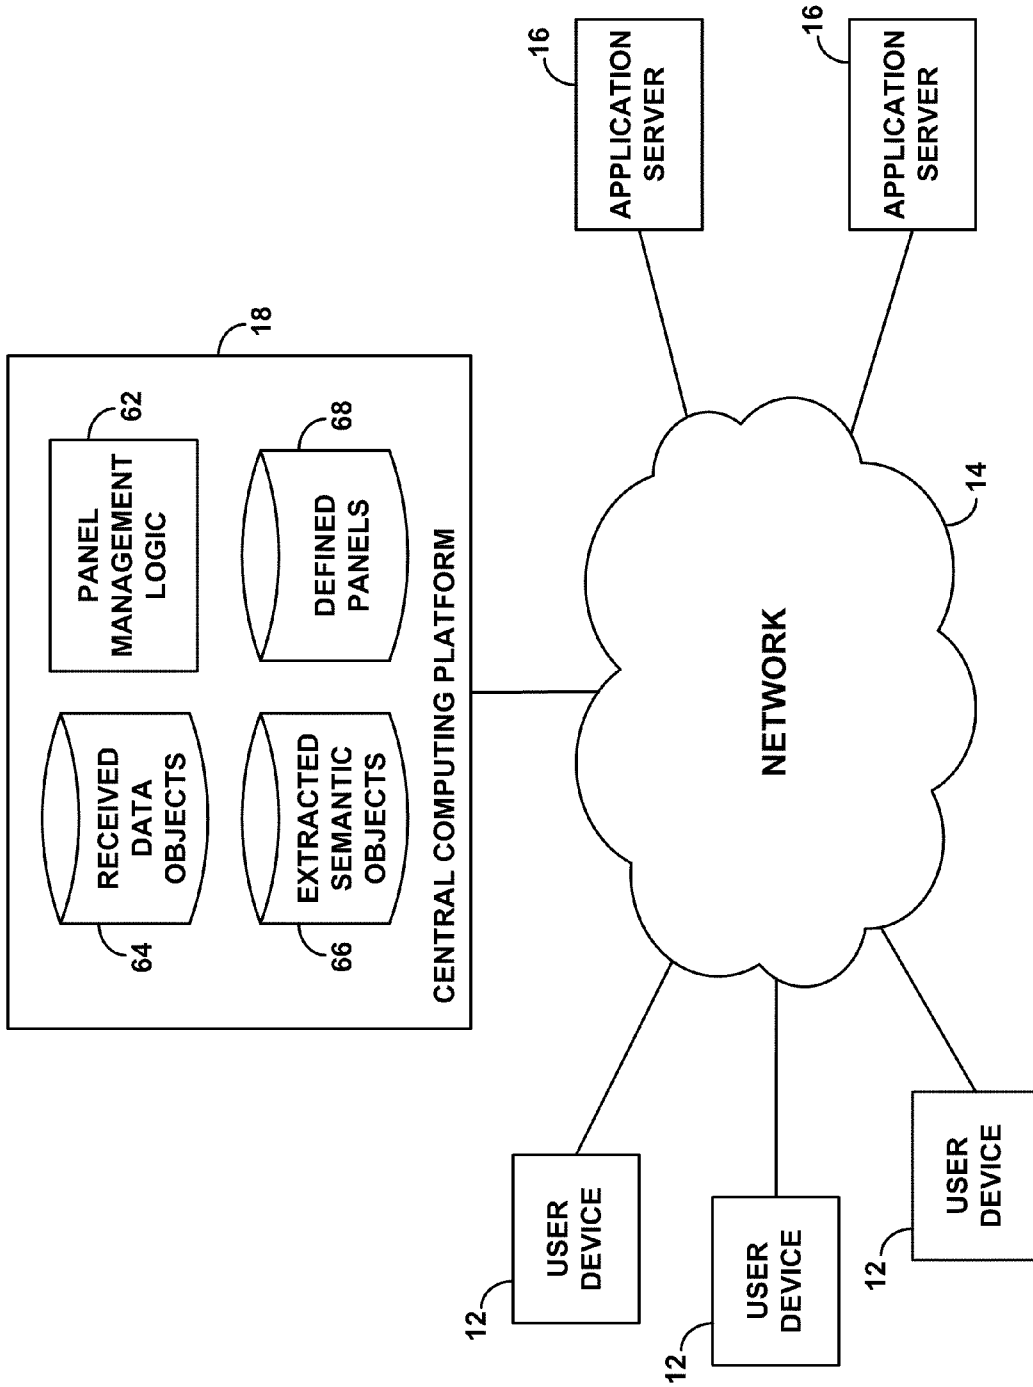 18
64
RECEIVED
DATA
OBJECTS
62
PANEL
MANAGEMENT
LOGIC
66
EXTRACTED
SEMANTIC
OBJECTS
68
DEFINED
PANELS
CENTRAL COMPUTING PLATFORM
12
USER
DEVICE
12
USER
DEVICE
12
USER
DEVICE
NETWORK
14
16
APPLICATION
SERVER
16
APPLICATION
SERVER